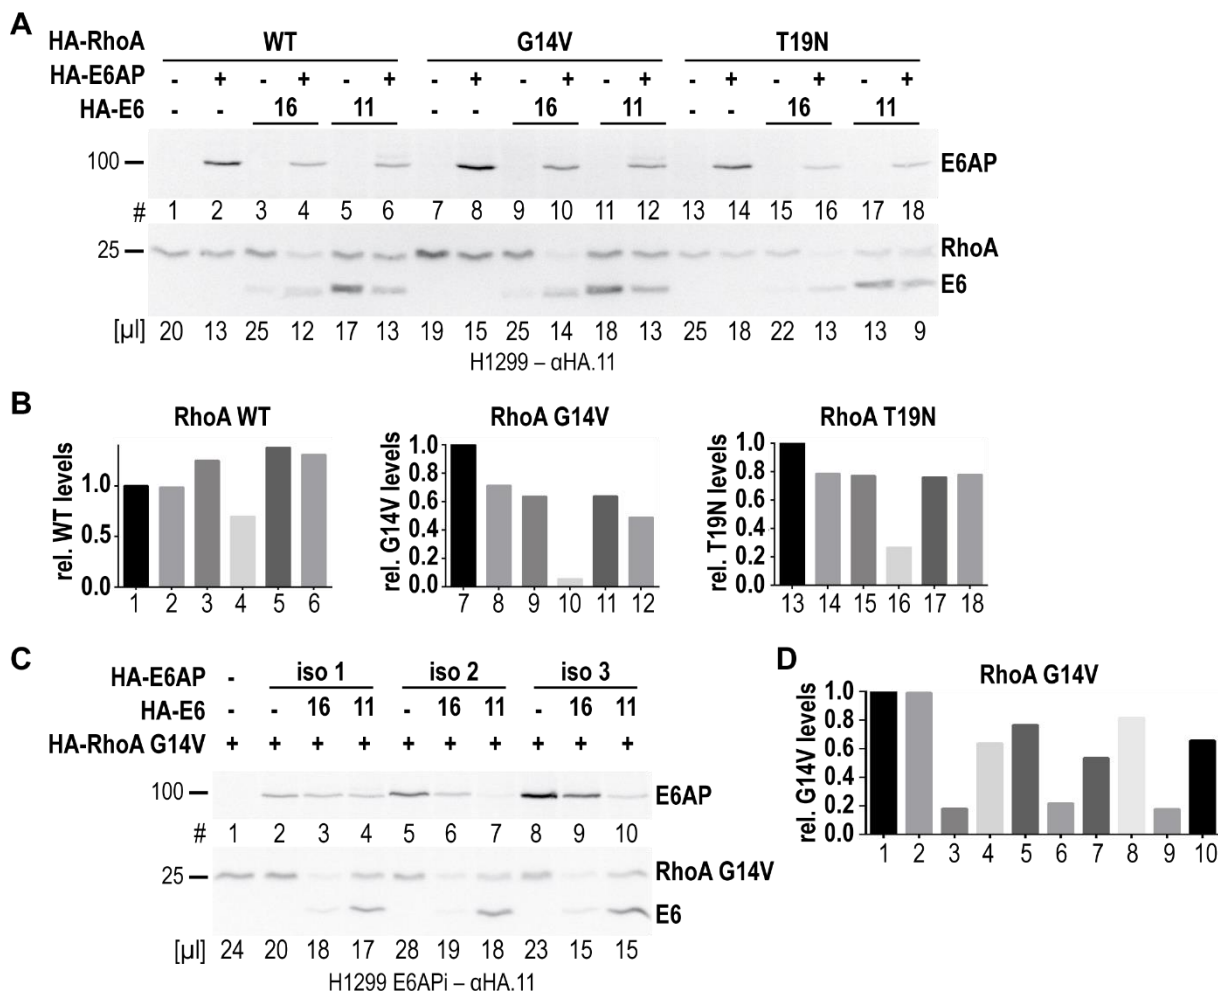 A
HA-RhoA WT G14V T19N
HA-E6AP - + - + - + - + - + - + - + - + - +
HA-E6 - - 16 11 - - 16 11 - - 16 11
100 E6AP
# 1 2 3 4 5 6 7 8 9 10 11 12 13 14 15 16 17 18
25 RhoA
E6
[µl] 20 13 25 12 17 13 19 15 25 14 18 13 25 18 22 13 13 9
H1299 – αHA.11
B
RhoA WT
rel. WT levels
1.0
0.5
0.0
1 2 3 4 5 6
RhoA G14V
rel. G14V levels
1.0
0.8
0.6
0.4
0.2
0.0
7 8 9 10 11 12
RhoA T19N
rel. T19N levels
1.0
0.8
0.6
0.4
0.2
0.0
13 14 15 16 17 18
C
HA-E6AP - iso 1 iso 2 iso 3
HA-E6 - - 16 11 - 16 11 - 16 11
HA-RhoA G14V + + + + + + + + + +
100 E6AP
# 1 2 3 4 5 6 7 8 9 10
25 RhoA G14V
E6
[µl] 24 20 18 17 28 19 18 23 15 15
H1299 E6APi – αHA.11
D
RhoA G14V
rel. G14V levels
1.0
0.8
0.6
0.4
0.2
0.0
1 2 3 4 5 6 7 8 9 10